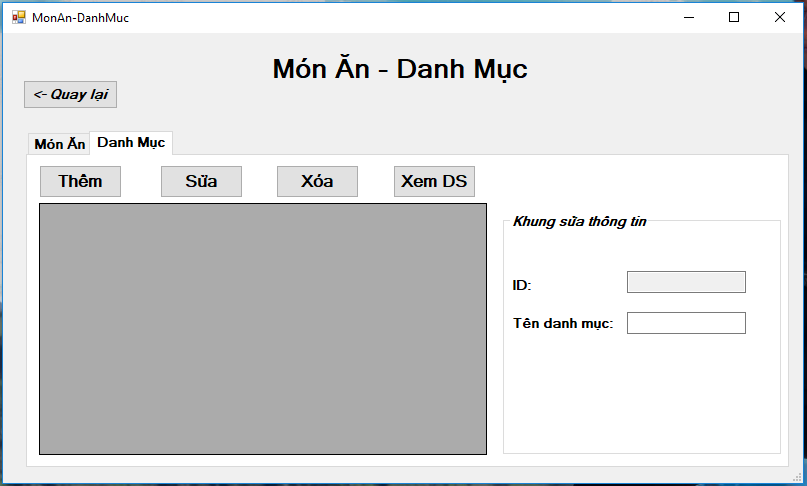 MonAn-DanhMuc
Món Ăn - Danh Mục
<- Quay lại
Món Ăn Danh Mục
Thêm Sửa Xóa Xem DS
Khung sửa thông tin
ID:
Tên danh mục: